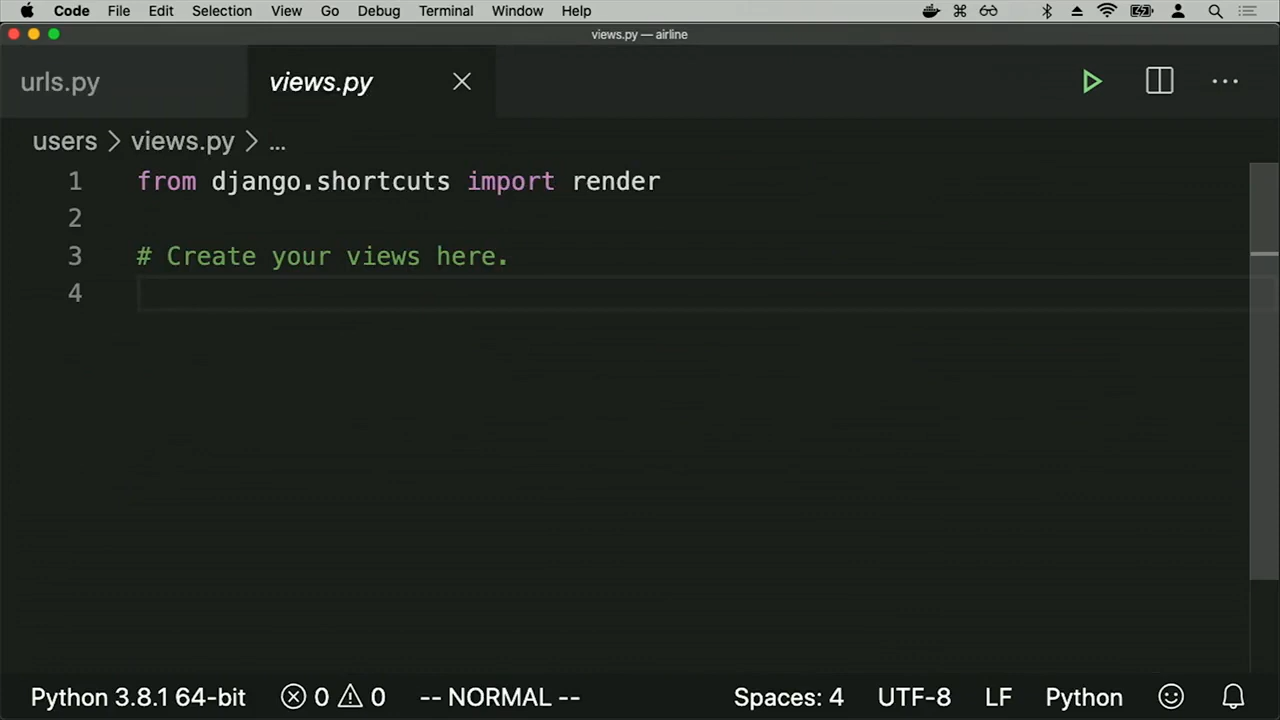 Code File Edit Selection View Go Debug Terminal Window Help
views.py — airline
urls.py views.py
users > views.py > ...
1 from django.shortcuts import render
2
3 # Create your views here.
4
Python 3.8.1 64-bit 0 0 -- NORMAL -- Spaces: 4 UTF-8 LF Python